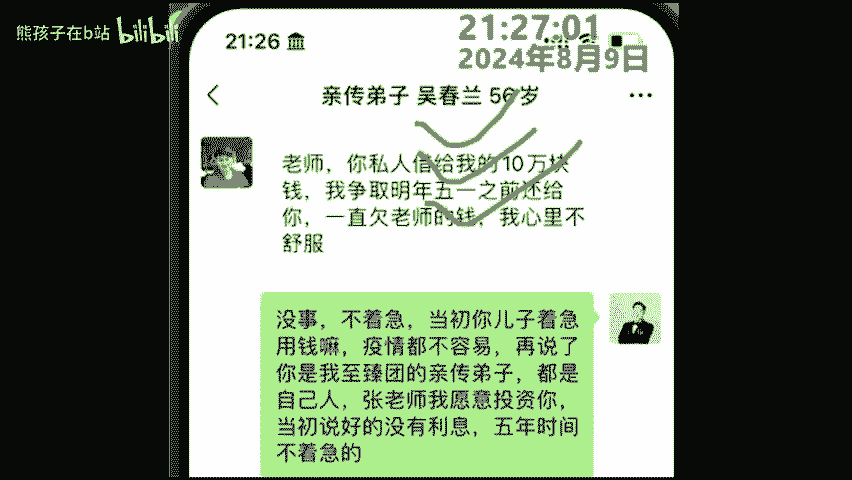 熊孩子在b站 bilibili
21:27:01
21:26
2024年8月9日
亲传弟子 吴春兰 56岁
老师，你私人借给我的10万块
钱，我争取明年五一之前还给
你，一直欠老师的钱，我心里不
舒服
没事，不着急，当初你儿子着急
用钱嘛，疫情都不容易，再说了
你是我至臻团的亲传弟子，都是
自己人，张老师我愿意投资你，
当初说好的没有利息，五年时间
不着急的